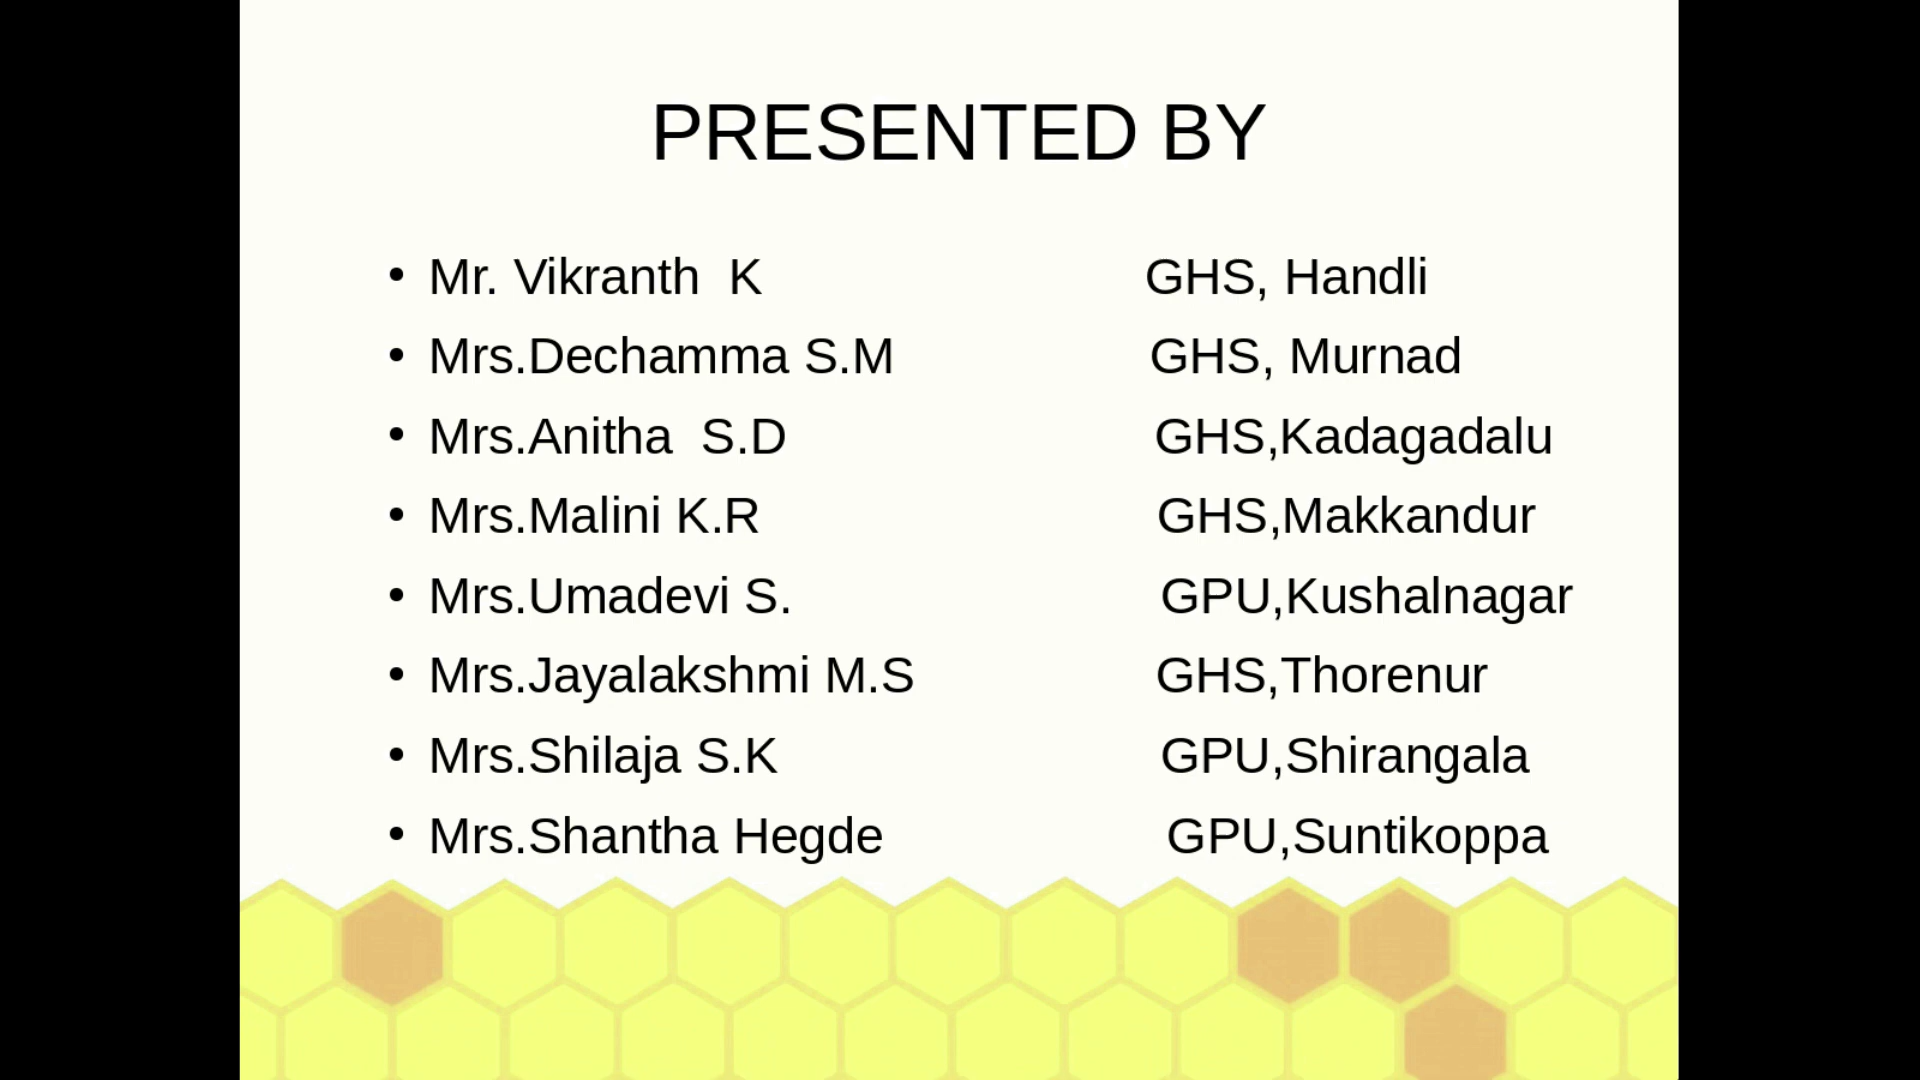 PRESENTED BY
• Mr. Vikranth  K GHS, Handli
• Mrs.Dechamma S.M GHS, Murnad
• Mrs.Anitha  S.D GHS,Kadagadalu
• Mrs.Malini K.R GHS,Makkandur
• Mrs.Umadevi S. GPU,Kushalnagar
• Mrs.Jayalakshmi M.S GHS,Thorenur
• Mrs.Shilaja S.K GPU,Shirangala
• Mrs.Shantha Hegde GPU,Suntikoppa